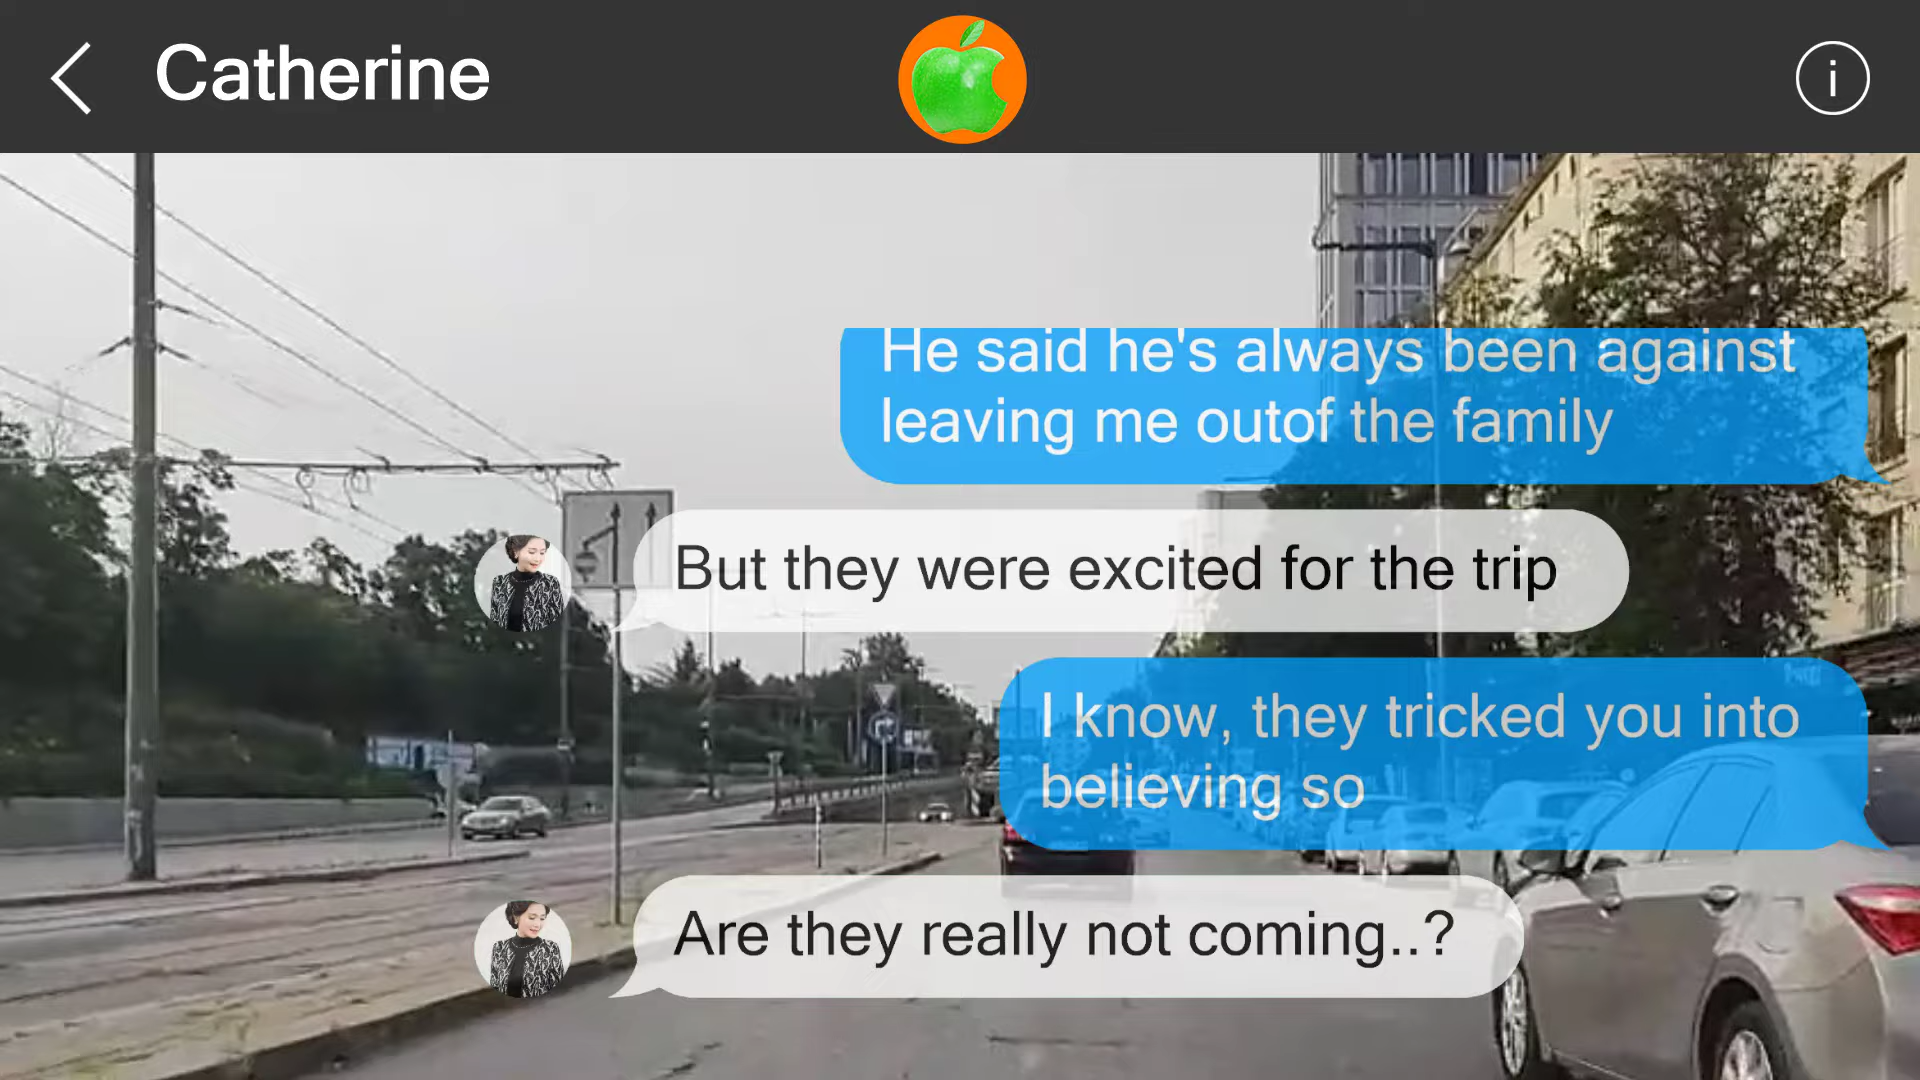 Catherine
i
He said he's always been against
leaving me outof the family
But they were excited for the trip
I know, they tricked you into
believing so
Are they really not coming..?